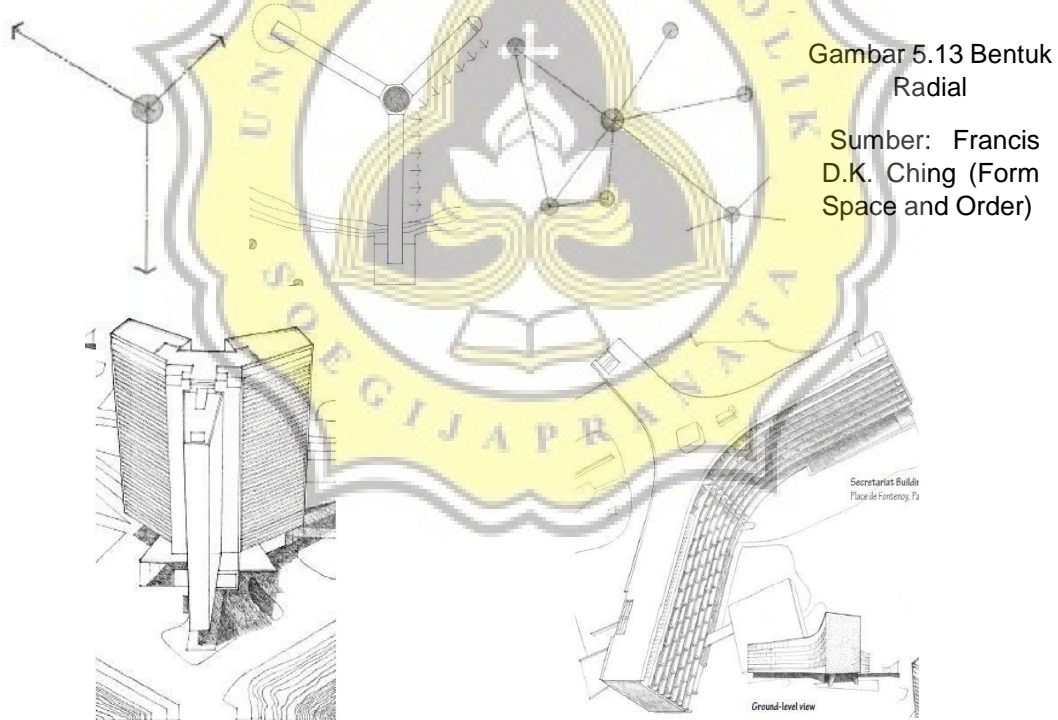 Gambar 5.13 Bentuk
Radial
Sumber: Francis
D.K. Ching (Form
Space and Order)
SOEGIJAPRANATA
Secretariat Buildin
Place de Fontenoy, Pa
Ground-level view